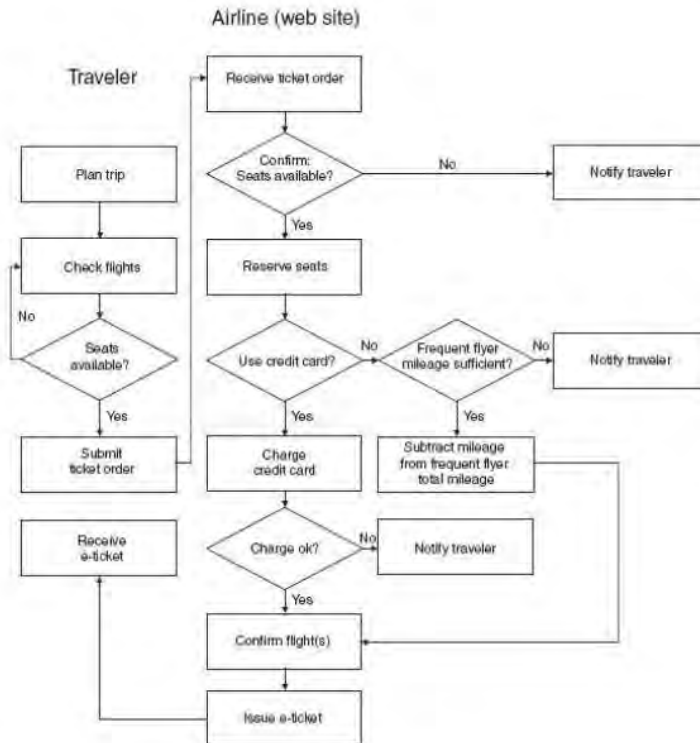 Airline (web site)
Traveler
Plan trip
Check flights
No
Seats
available?
Yes
Submit
ticket order
Receive
e-ticket
Receive ticket order
Confirm:
Seats available?
No
Notify traveler
Yes
Reserve seats
Use credit card?
No
Frequent flyer
mileage sufficient?
No
Notify traveler
Yes
Yes
Charge
credit card
Subtract mileage
from frequent flyer
total mileage
Charge ok?
No
Notify traveler
Yes
Confirm flight(s)
Issue e-ticket